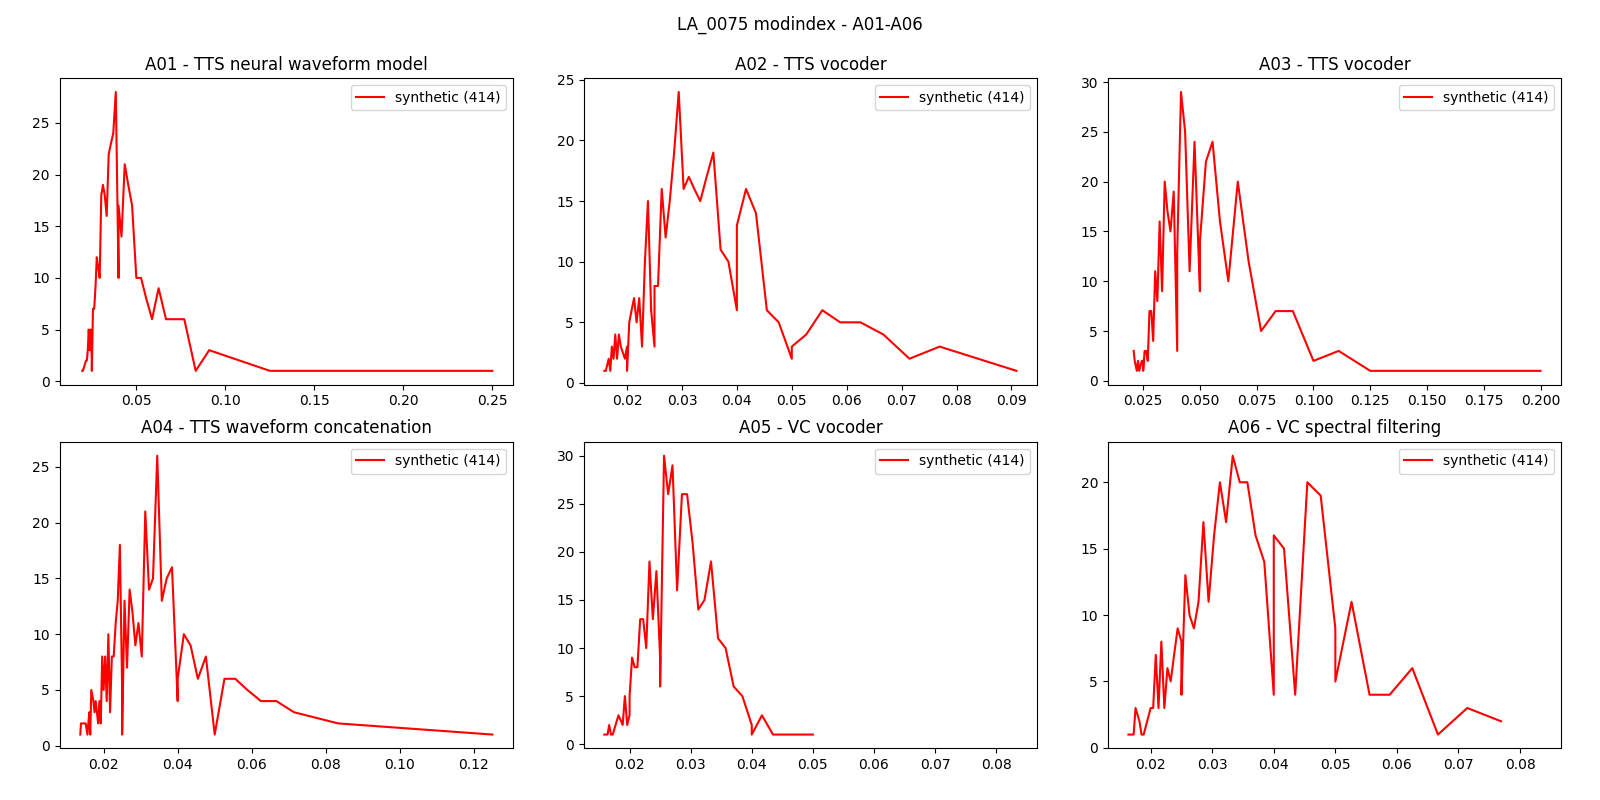 LA_0075 modindex - A01-A06
A01 - TTS neural waveform model
synthetic (414)
25
20
15
10
5
0
0.05 0.10 0.15 0.20 0.25
A02 - TTS vocoder
synthetic (414)
25
20
15
10
5
0
0.02 0.03 0.04 0.05 0.06 0.07 0.08 0.09
A03 - TTS vocoder
synthetic (414)
30
25
20
15
10
5
0
0.025 0.050 0.075 0.100 0.125 0.150 0.175 0.200
A04 - TTS waveform concatenation
synthetic (414)
25
20
15
10
5
0
0.02 0.04 0.06 0.08 0.10 0.12
A05 - VC vocoder
synthetic (414)
30
25
20
15
10
5
0
0.02 0.03 0.04 0.05 0.06 0.07 0.08
A06 - VC spectral filtering
synthetic (414)
20
15
10
5
0
0.02 0.03 0.04 0.05 0.06 0.07 0.08